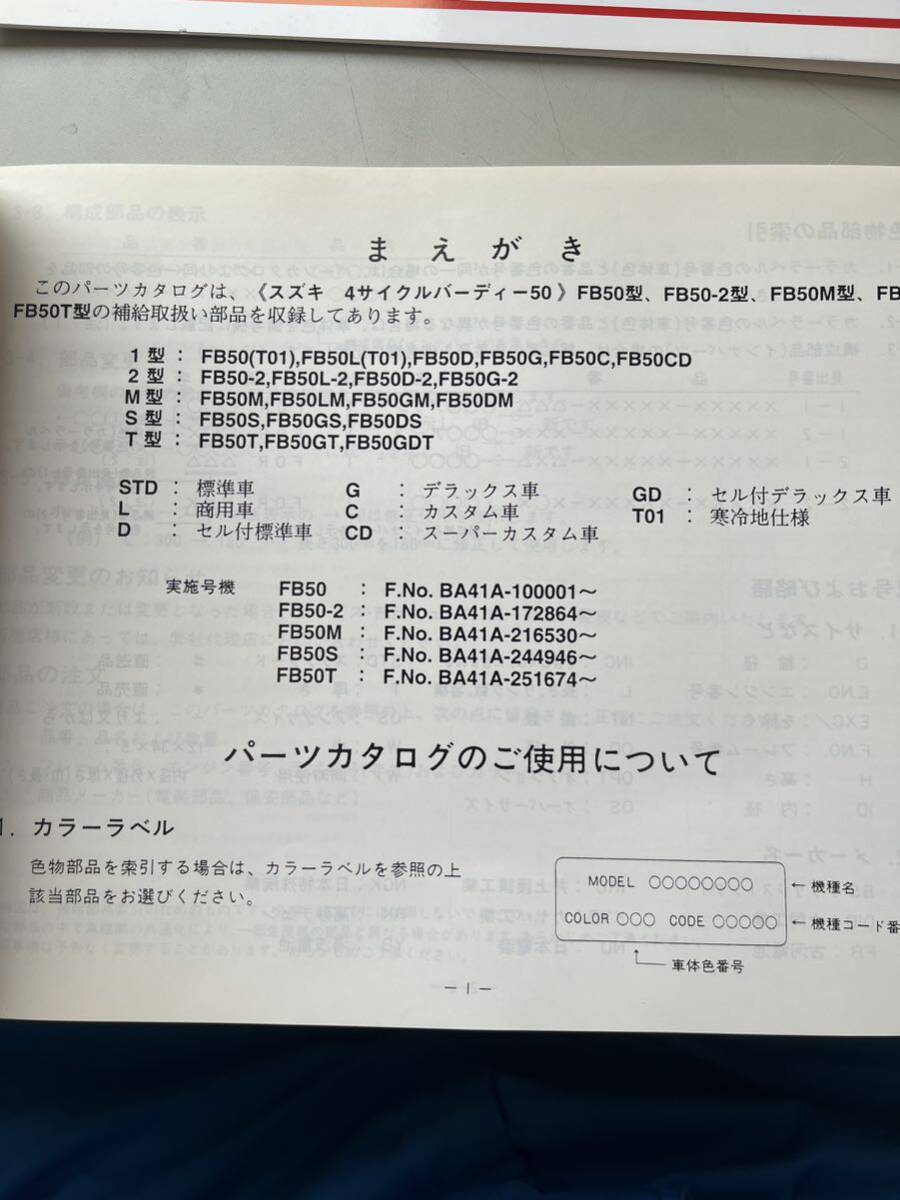 まえがき
このパーツカタログは、《スズキ 4サイクルバーディー50》FB50型、FB50-2型、FB50M型、FB
FB50T型の補給取扱い部品を収録してあります。
1型： FB50(T01),FB50L(T01),FB50D,FB50G,FB50C,FB50CD
2型： FB50-2,FB50L-2,FB50D-2,FB50G-2
M型： FB50M,FB50LM,FB50GM,FB50DM
S型： FB50S,FB50GS,FB50DS
T型： FB50T,FB50GT,FB50GDT
STD： 標準車 G ： デラックス車 GD ： セル付デラックス車
L ： 商用車 C ： カスタム車 T01： 寒冷地仕様
D ： セル付標準車 CD ： スーパーカスタム車
実施号機 FB50 ： F.No. BA41A-100001～
FB50-2 ： F.No. BA41A-172864～
FB50M ： F.No. BA41A-216530～
FB50S ： F.No. BA41A-244946～
FB50T ： F.No. BA41A-251674～
パーツカタログのご使用について
1. カラーラベル
色物部品を索引する場合は、カラーラベルを参照の上
該当部品をお選びください。
MODEL ○○○○○○○○ ←機種名
COLOR ○○○ CODE ○○○○○ ←機種コード番
車体色番号
－1－